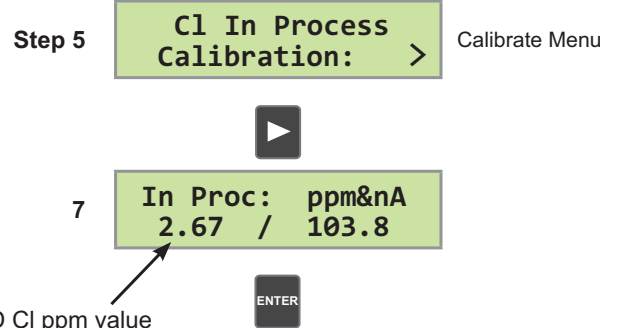 Step 5
Cl In Process
Calibration: >
Calibrate Menu
7
In Proc: ppm&nA
2.67 / 103.8
ENTER
Cl ppm value